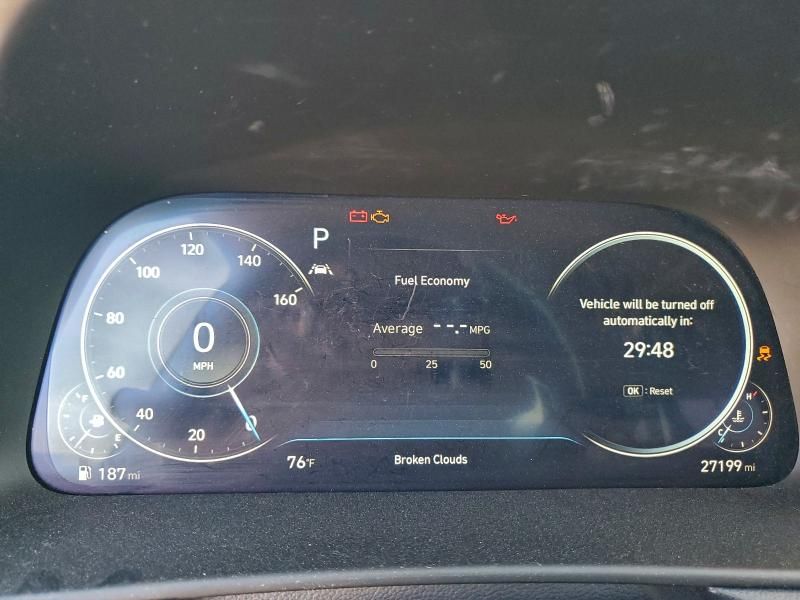 P
120
100
140
80
160
60
40
20
0
0
MPH
F
E
187 mi
Fuel Economy
Average --.- MPG
0 25 50
76°F
Broken Clouds
Vehicle will be turned off
automatically in:
29:48
OK : Reset
H
C
27199 mi